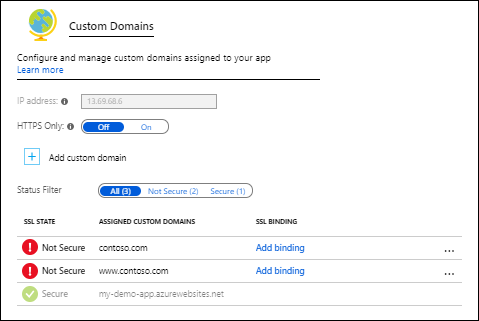 Custom Domains
Configure and manage custom domains assigned to your app
Learn more
IP address: 13.69.68.6
HTTPS Only: Off On
Add custom domain
Status Filter All (3) Not Secure (2) Secure (1)
SSL STATE ASSIGNED CUSTOM DOMAINS SSL BINDING
Not Secure contoso.com Add binding ...
Not Secure www.contoso.com Add binding ...
Secure my-demo-app.azurewebsites.net